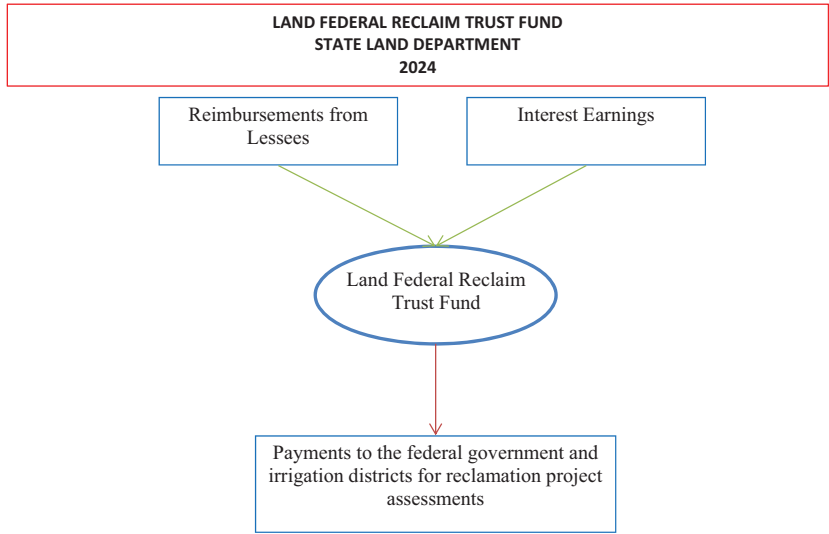 LAND FEDERAL RECLAIM TRUST FUND
STATE LAND DEPARTMENT
2024
Reimbursements from
Lessees
Interest Earnings
Land Federal Reclaim
Trust Fund
Payments to the federal government and
irrigation districts for reclamation project
assessments